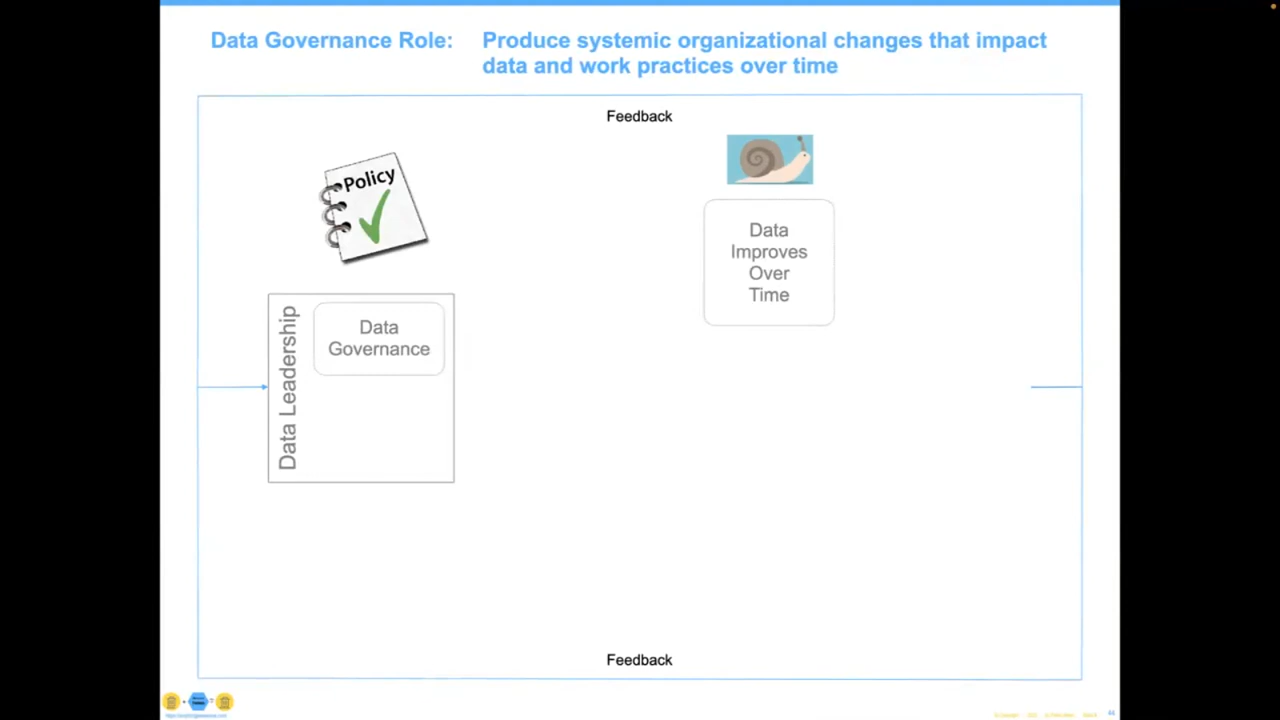 Data Governance Role: Produce systemic organizational changes that impact
data and work practices over time
Feedback
Policy
Data
Improves
Over
Time
Data Leadership
Data
Governance
Feedback
44